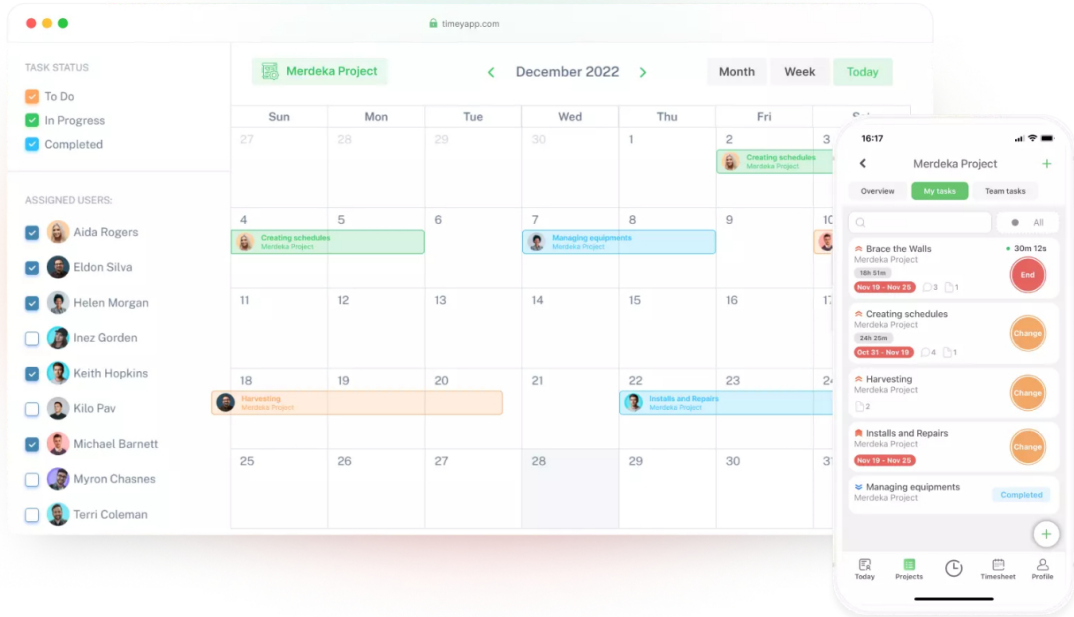 timeyapp.com
TASK STATUS
To Do
In Progress
Completed
ASSIGNED USERS:
Aida Rogers
Eldon Silva
Helen Morgan
Inez Gorden
Keith Hopkins
Kilo Pav
Michael Barnett
Myron Chasnes
Terri Coleman
Merdeka Project
December 2022
Month Week Today
Sun Mon Tue Wed Thu Fri
27 28 29 30 1 2 3
Creating schedules
Merdeka Project
4 5 6 7 8 9 10
Creating schedules
Merdeka Project
Managing equipments
Merdeka Project
11 12 13 14 15 16 17
18 19 20 21 22 23 24
Harvesting
Merdeka Project
Installs and Repairs
Merdeka Project
25 26 27 28 29 30 31
16:17
Merdeka Project
Overview My tasks Team tasks
All
Brace the Walls
Merdeka Project
18h 51m
Nov 19 - Nov 25 3 1
30m 12s
End
Creating schedules
Merdeka Project
24h 25m
Oct 31 - Nov 19 4 1
Change
Harvesting
Merdeka Project
2
Change
Installs and Repairs
Merdeka Project
Nov 19 - Nov 25
Change
Managing equipments
Merdeka Project
Completed
Today Projects Timesheet Profile